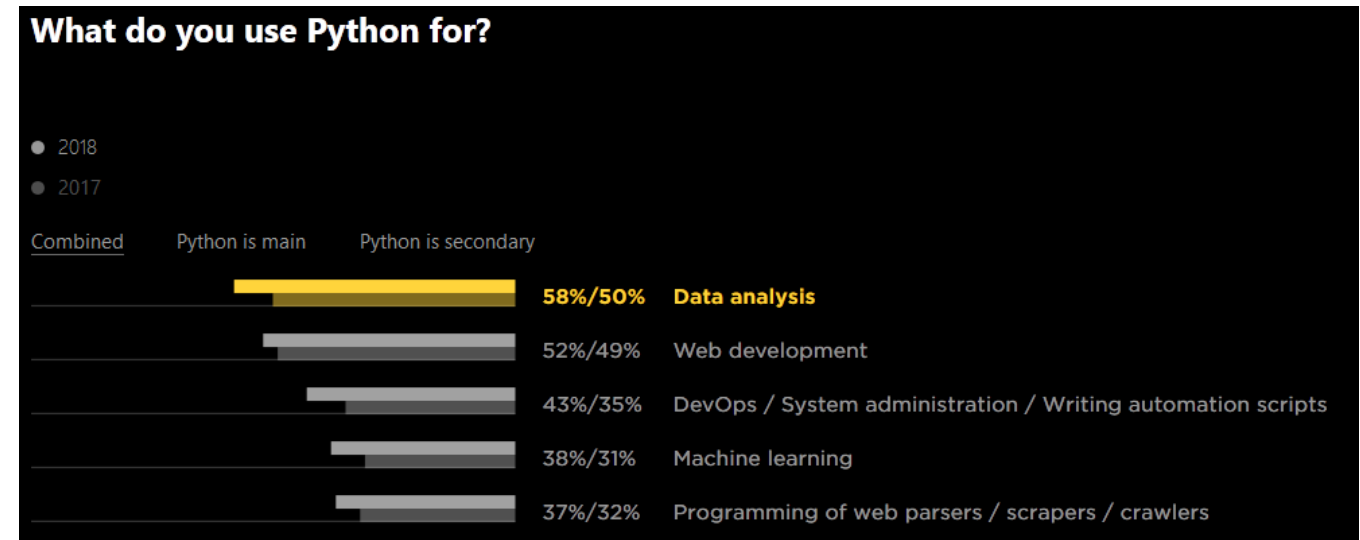 What do you use Python for?
2018
2017
Combined Python is main Python is secondary
58%/50% Data analysis
52%/49% Web development
43%/35% DevOps / System administration / Writing automation scripts
38%/31% Machine learning
37%/32% Programming of web parsers / scrapers / crawlers